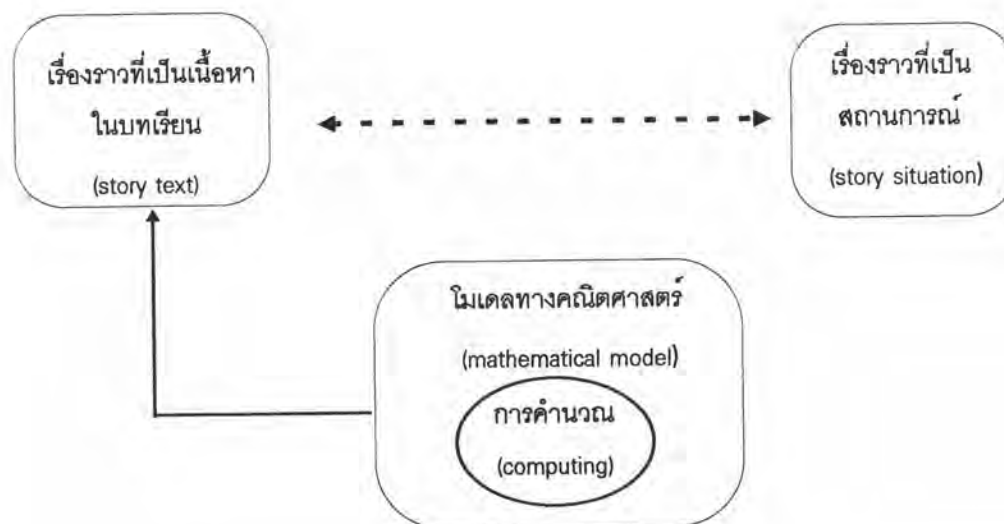 เรื่องราวที่เป็นเนื้อหา
ในบทเรียน
(story text)
เรื่องราวที่เป็น
สถานการณ์
(story situation)
โมเดลทางคณิตศาสตร์
(mathematical model)
การคำนวณ
(computing)